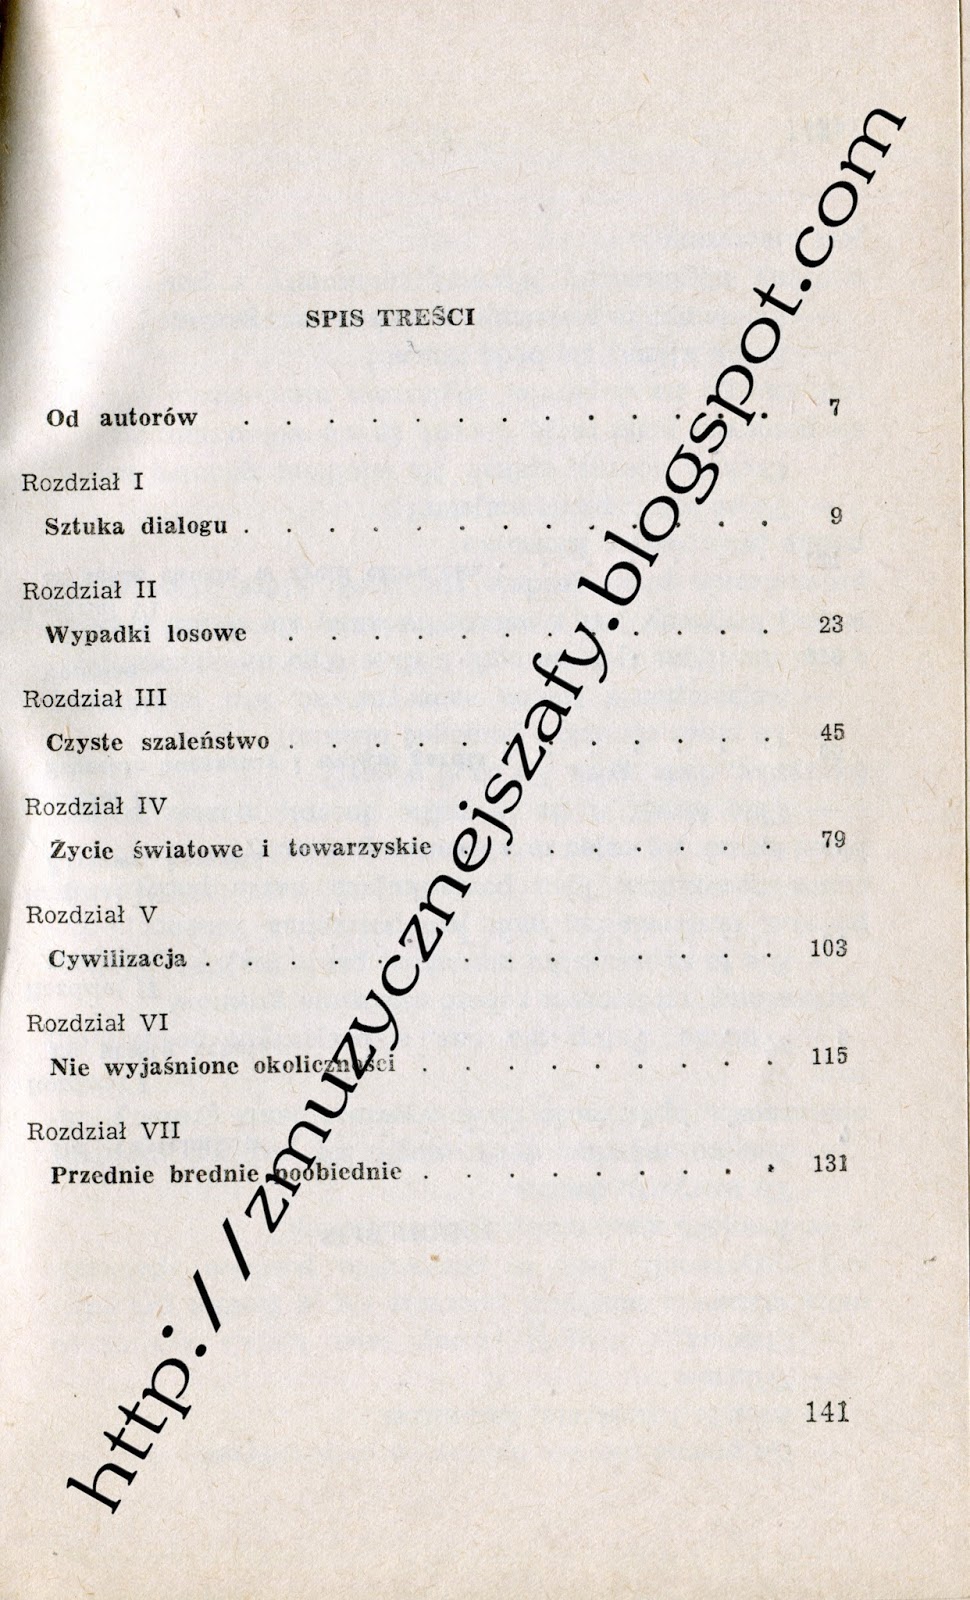 SPIS TREŚCI
Od autorów . . . . . . . . . . . . . 7
Rozdział I
Sztuka dialogu . . . . . . . . . . . . . 9
Rozdział II
Wypadki losowe . . . . . . . . . . . . 23
Rozdział III
Czyste szaleństwo . . . . . . . . . . . . 45
Rozdział IV
Życie światowe i towarzyskie . . . . . . . . 79
Rozdział V
Cywilizacja . . . . . . . . . . . . . . 103
Rozdział VI
Nie wyjaśnione okoliczności . . . . . . . . . 115
Rozdział VII
Przednie brednie poobiednie . . . . . . . . . 131
141
http://zmuzycznejszafy.blogspot.com